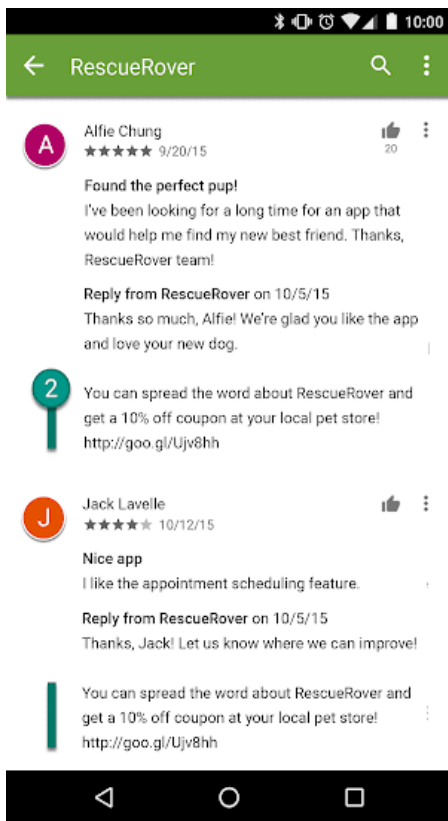 10:00
RescueRover
A
Alfie Chung
★★★★★ 9/20/15
20
Found the perfect pup!
I've been looking for a long time for an app that
would help me find my new best friend. Thanks,
RescueRover team!
Reply from RescueRover on 10/5/15
Thanks so much, Alfie! We're glad you like the app
and love your new dog.
2
You can spread the word about RescueRover and
get a 10% off coupon at your local pet store!
http://goo.gl/Ujv8hh
J
Jack Lavelle
★★★★★ 10/12/15
Nice app
I like the appointment scheduling feature.
Reply from RescueRover on 10/5/15
Thanks, Jack! Let us know where we can improve!
You can spread the word about RescueRover and
get a 10% off coupon at your local pet store!
http://goo.gl/Ujv8hh